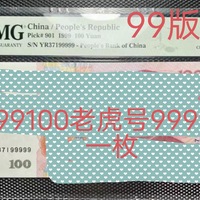 99版
MG China / People's Republic
Pick# 901 1999 100 Yuan
S/N YR37199999 - People's Bank of China
99100老虎号999
一枚
100
99999